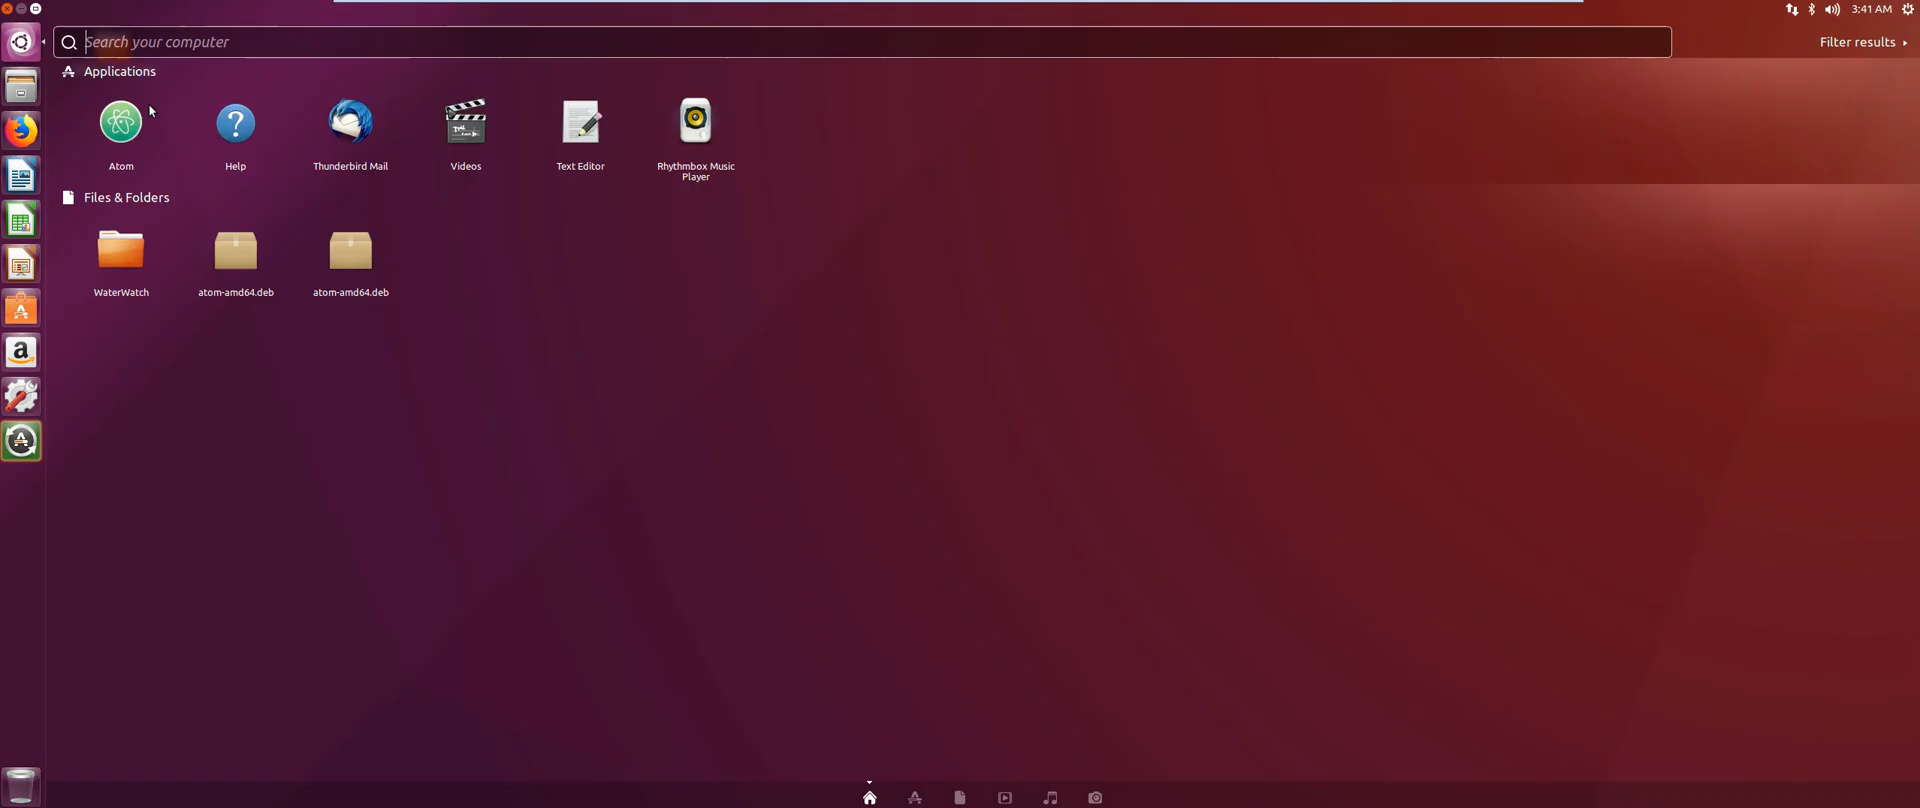 3:41 AM
Search your computer
Filter results
Applications
Atom
Help
Thunderbird Mail
Videos
Text Editor
Rhythmbox Music
Player
Files & Folders
WaterWatch
atom-amd64.deb
atom-amd64.deb